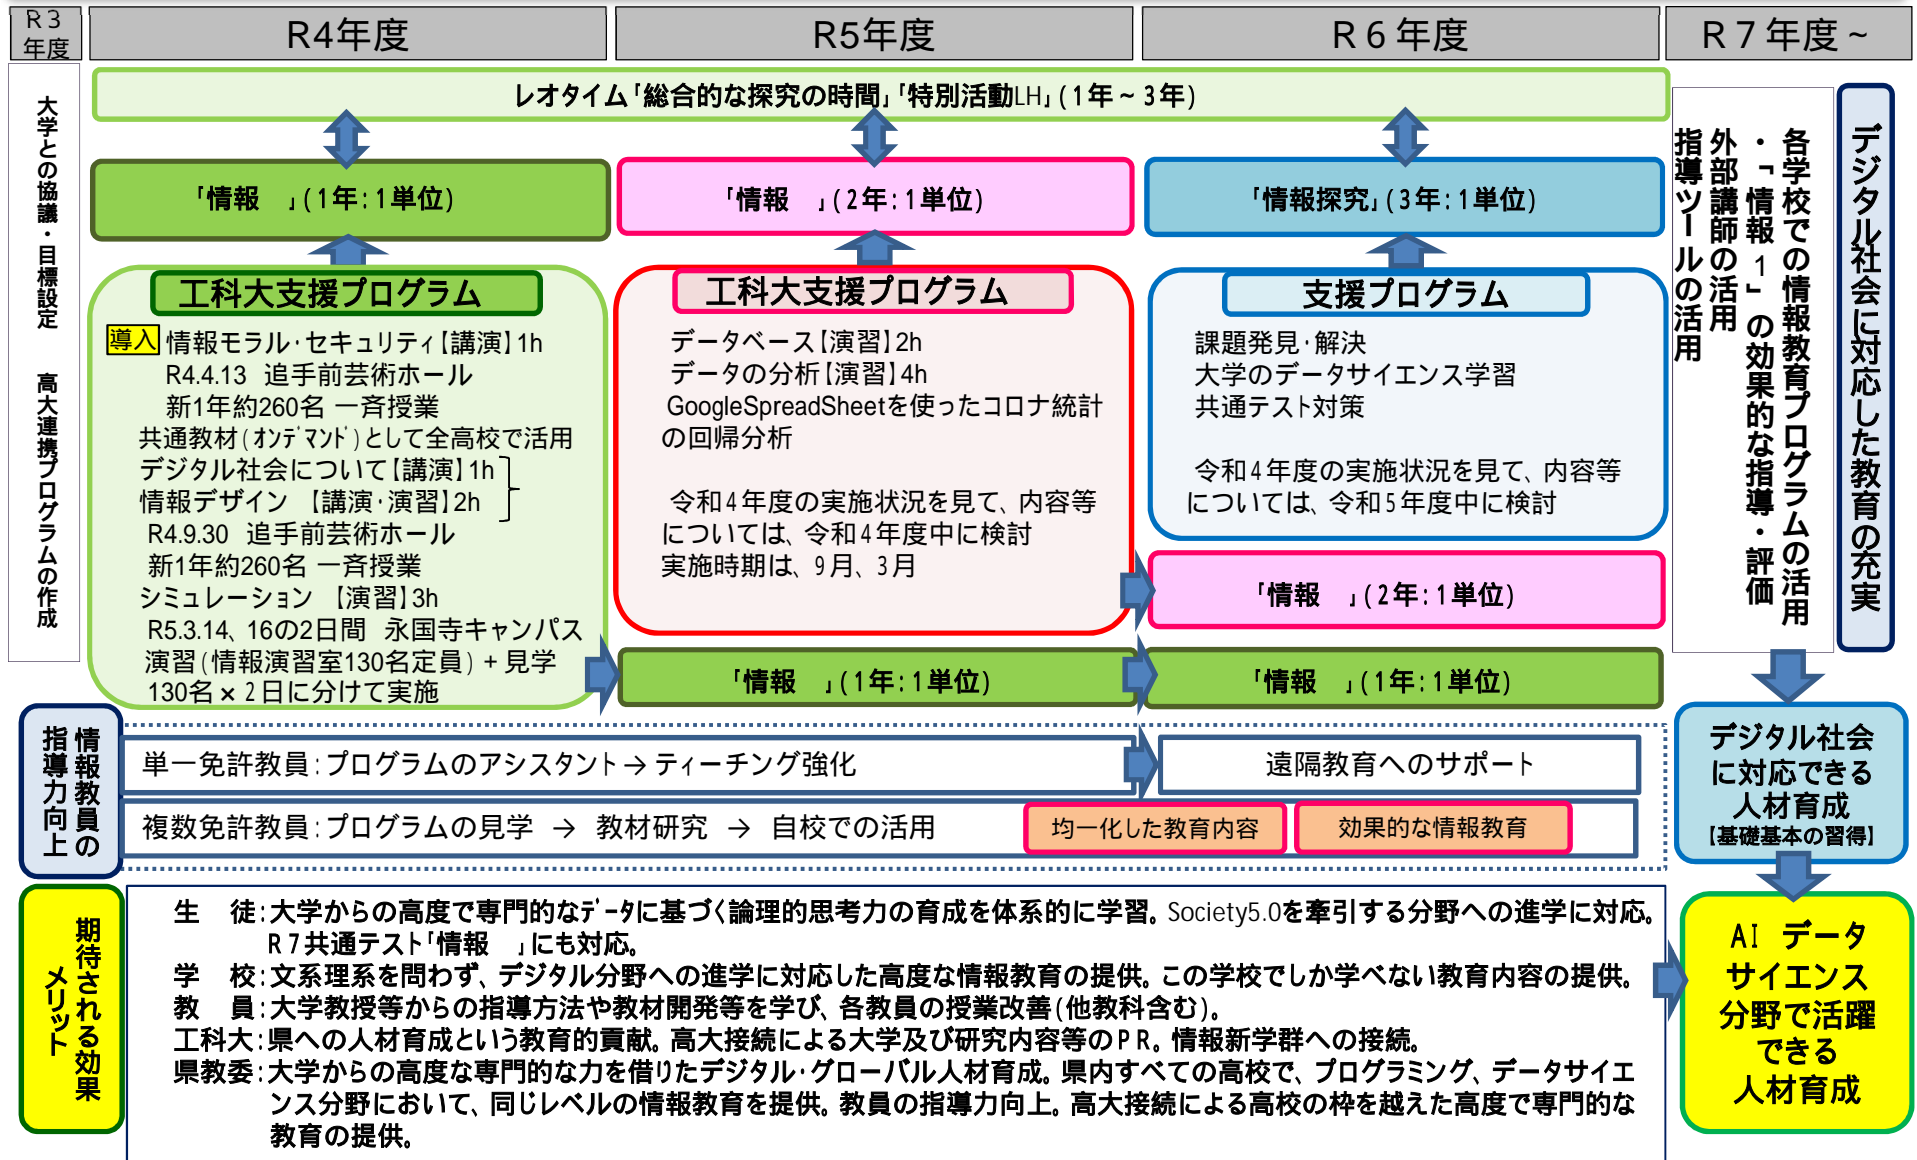 R3
年度
R4年度
R5年度
R6年度
R7年度～
大学との協議・目標設定　高大連携プログラムの作成
レオタイム「総合的な探究の時間」「特別活動LH」(1年～3年)
「情報　」(1年:1単位)
「情報　」(2年:1単位)
「情報探究」(3年:1単位)
工科大支援プログラム
導入 情報モラル・セキュリティ【講演】1h
R4.4.13 追手前芸術ホール
新1年約260名 一斉授業
共通教材(ｵﾝﾃﾞﾏﾝﾄﾞ)として全高校で活用
デジタル社会について【講演】1h
情報デザイン 【講演・演習】2h
R4.9.30 追手前芸術ホール
新1年約260名 一斉授業
シミュレーション 【演習】3h
R5.3.14、16の2日間 永国寺キャンパス
演習(情報演習室130名定員)+見学
130名×2日に分けて実施
工科大支援プログラム
データベース【演習】2h
データの分析【演習】4h
GoogleSpreadSheetを使ったコロナ統計
の回帰分析
令和4年度の実施状況を見て、内容等
については、令和4年度中に検討
実施時期は、9月、3月
支援プログラム
課題発見・解決
大学のデータサイエンス学習
共通テスト対策
令和4年度の実施状況を見て、内容等
については、令和5年度中に検討
「情報　」(2年:1単位)
「情報　」(1年:1単位)
「情報　」(1年:1単位)
各学校での情報教育プログラムの活用
・「情報1」の効果的な指導・評価
外部講師の活用
指導ツールの活用
デジタル社会に対応した教育の充実
情報教員の
指導力向上
単一免許教員:プログラムのアシスタント→ティーチング強化
遠隔教育へのサポート
複数免許教員:プログラムの見学 → 教材研究 → 自校での活用
均一化した教育内容
効果的な情報教育
デジタル社会
に対応できる
人材育成
【基礎基本の習得】
期待される効果
メリット
生　徒:大学からの高度で専門的なﾃﾞｰﾀに基づく論理的思考力の育成を体系的に学習。Society5.0を牽引する分野への進学に対応。
R7共通テスト「情報　」にも対応。
学　校:文系理系を問わず、デジタル分野への進学に対応した高度な情報教育の提供。この学校でしか学べない教育内容の提供。
教　員:大学教授等からの指導方法や教材開発等を学び、各教員の授業改善(他教科含む)。
工科大:県への人材育成という教育的貢献。高大接続による大学及び研究内容等のPR。情報新学群への接続。
県教委:大学からの高度な専門的な力を借りたデジタル・グローバル人材育成。県内すべての高校で、プログラミング、データサイエ
ンス分野において、同じレベルの情報教育を提供。教員の指導力向上。高大接続による高校の枠を越えた高度で専門的な
教育の提供。
AI データ
サイエンス
分野で活躍
できる
人材育成